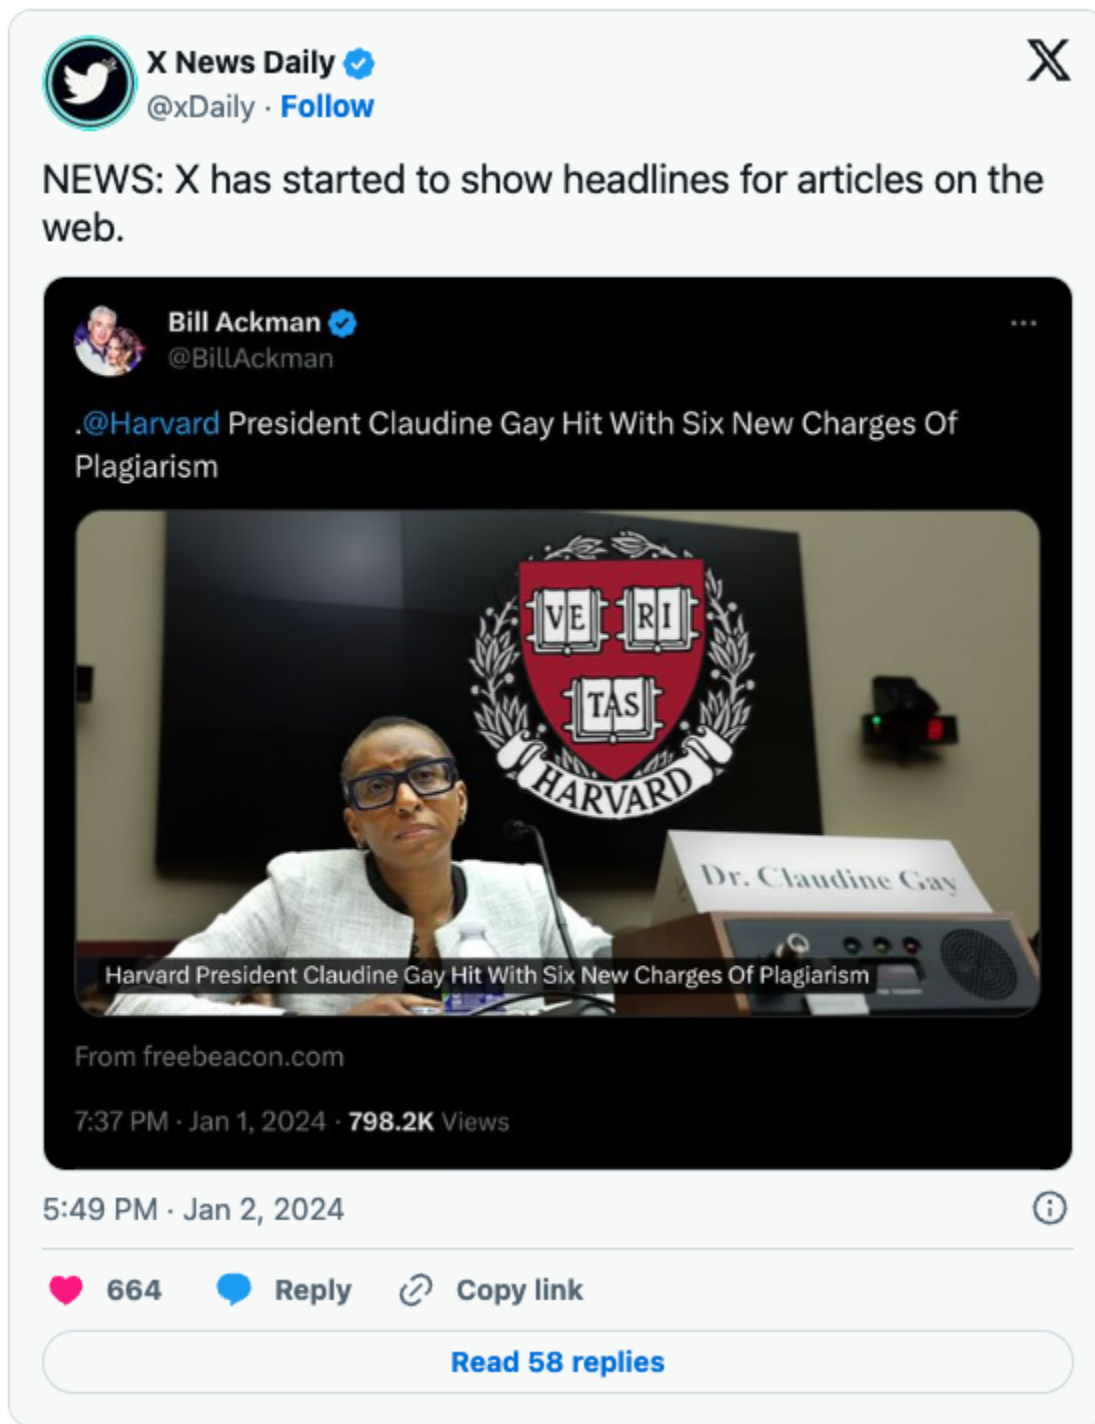 X News Daily
@xDaily · Follow
NEWS: X has started to show headlines for articles on the
web.
Bill Ackman
@BillAckman
.@Harvard President Claudine Gay Hit With Six New Charges Of
Plagiarism
VE RI
TAS
HARVARD
Dr. Claudine Gay
Harvard President Claudine Gay Hit With Six New Charges Of Plagiarism
From freebeacon.com
7:37 PM · Jan 1, 2024 · 798.2K Views
5:49 PM · Jan 2, 2024
664 Reply Copy link
Read 58 replies